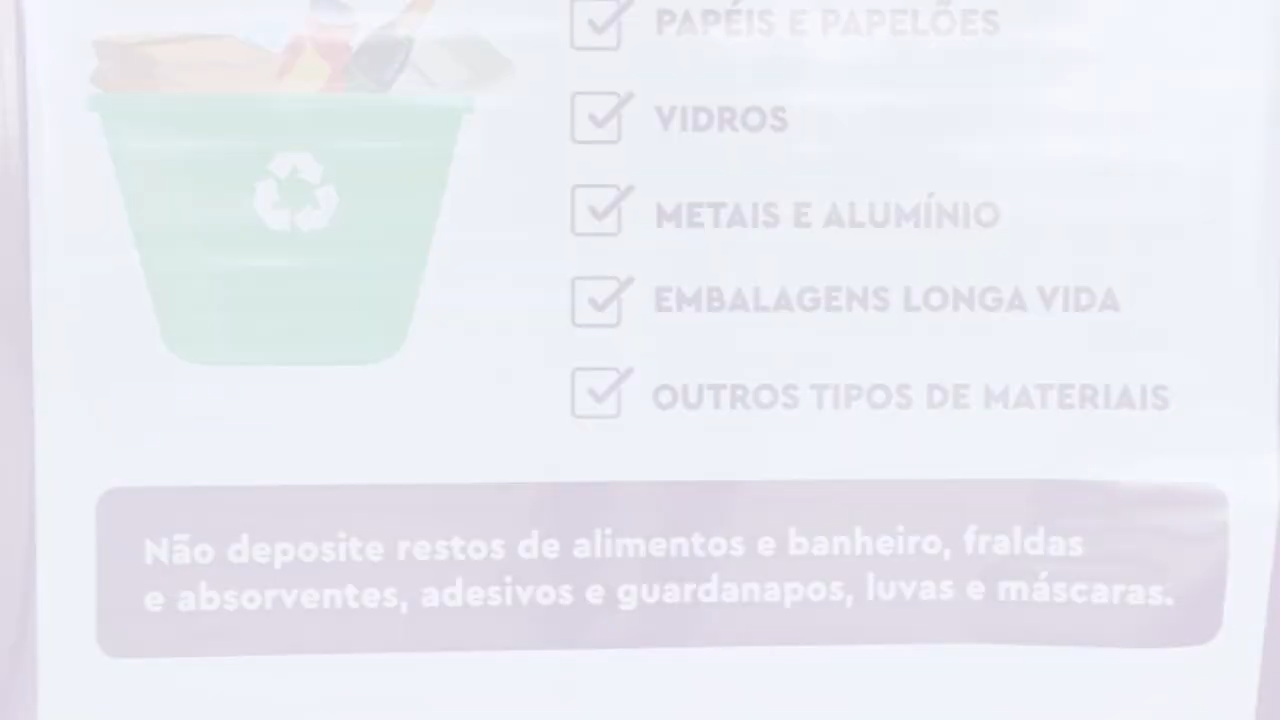 PAPÉIS E PAPELÕES
VIDROS
METAIS E ALUMÍNIO
EMBALAGENS LONGA VIDA
OUTROS TIPOS DE MATERIAIS
Não deposite restos de alimentos e banheiro, fraldas
e absorventes, adesivos e guardanapos, luvas e máscaras.